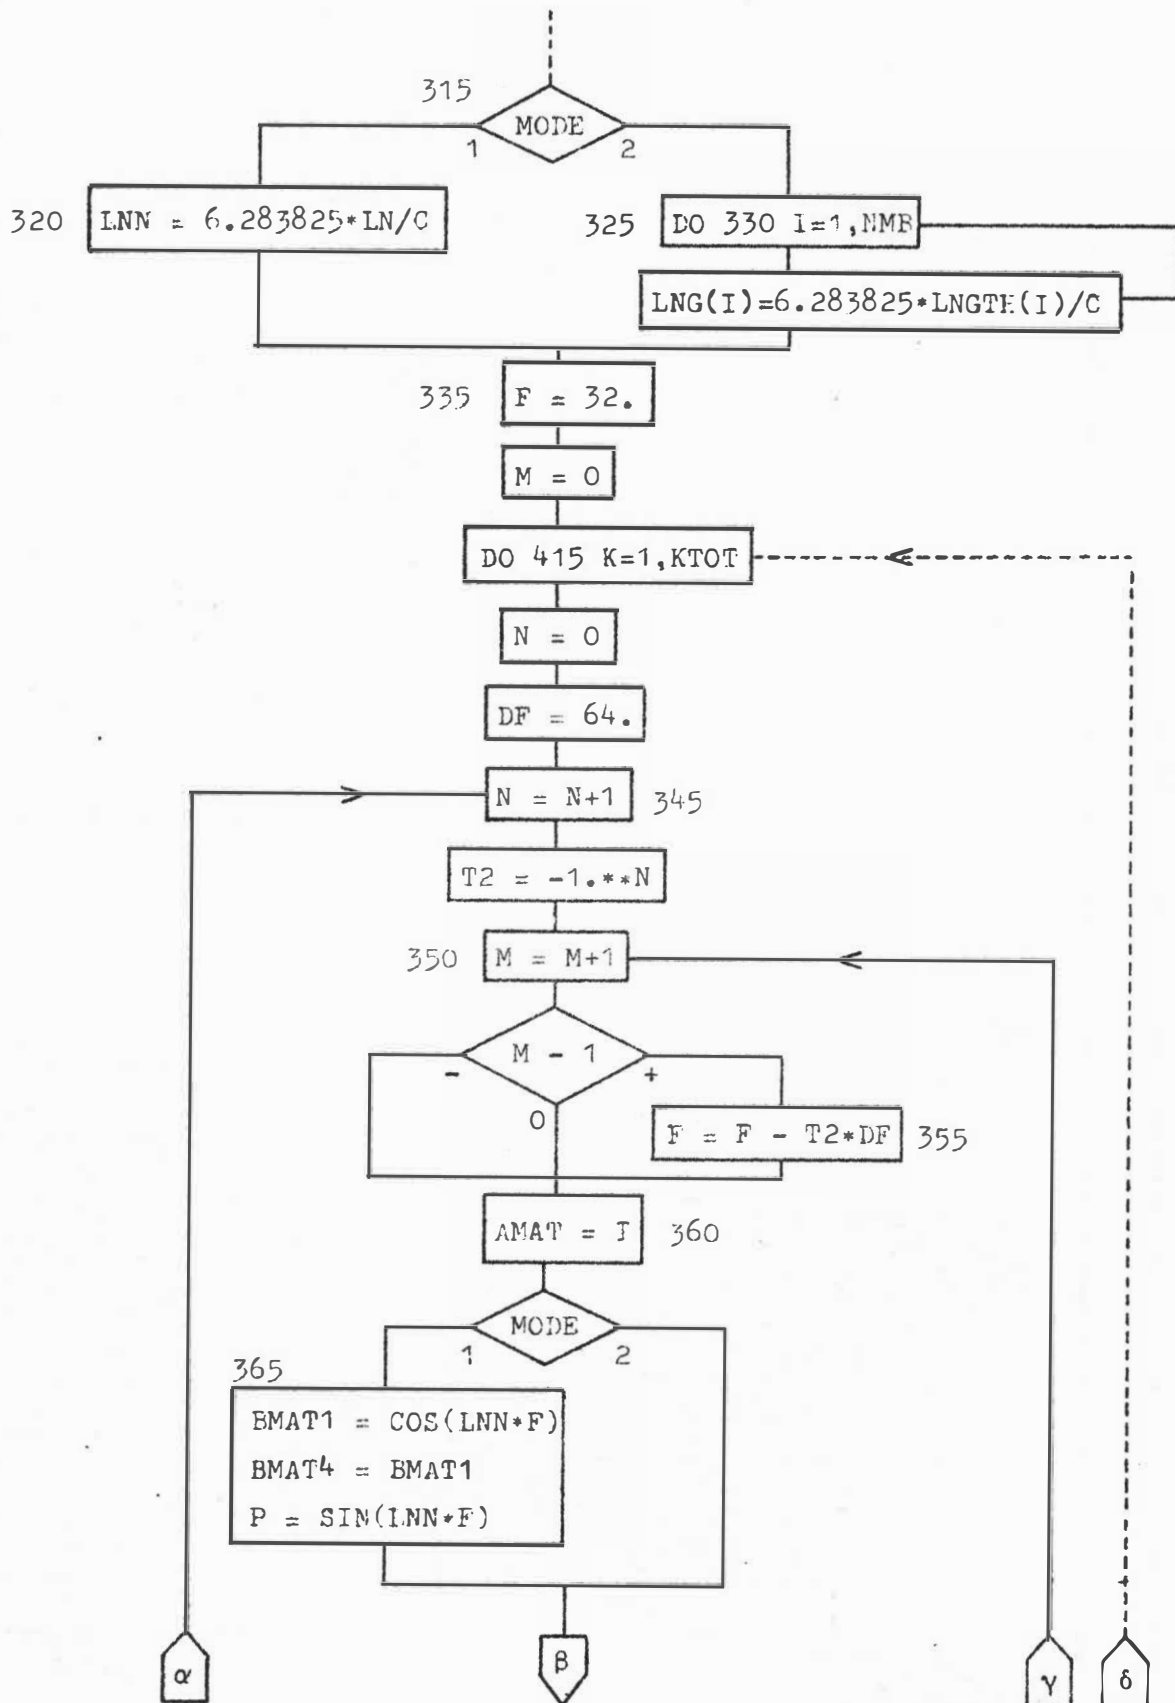 315
MODE
1 2
320 LNN = 6.283825*LN/C
325 DO 330 I=1,NMB
LNG(I)=6.283825*LNGTH(I)/C
335 F = 32.
M = 0
DO 415 K=1,KTOT
N = 0
DF = 64.
N = N+1 345
T2 = -1.**N
350 M = M+1
M - 1
- +
0
F = F - T2*DF 355
AMAT = I 360
MODE
1 2
365
BMAT1 = COS(LNN*F)
BMAT4 = BMAT1
P = SIN(LNN*F)
α β γ δ